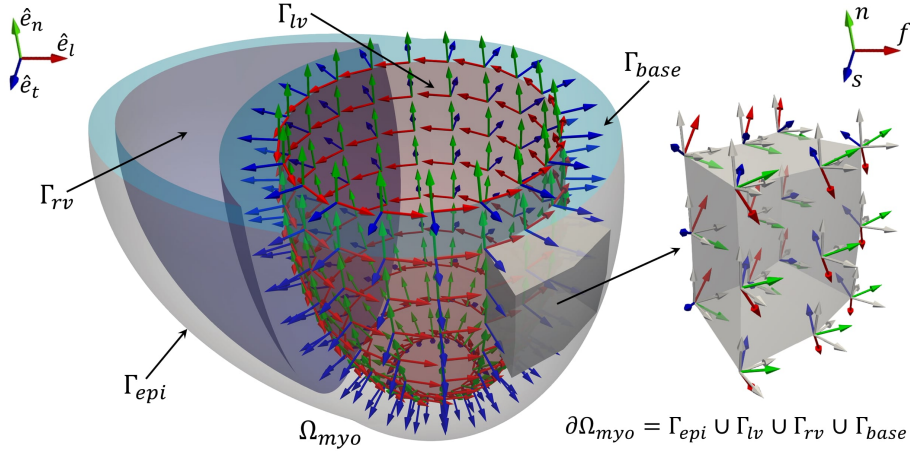 ê_n
ê_l
ê_t
Γ_lv
Γ_base
n
f
s
Γ_rv
Γ_epi
Ω_myo
∂Ω_myo = Γ_epi ∪ Γ_lv ∪ Γ_rv ∪ Γ_base